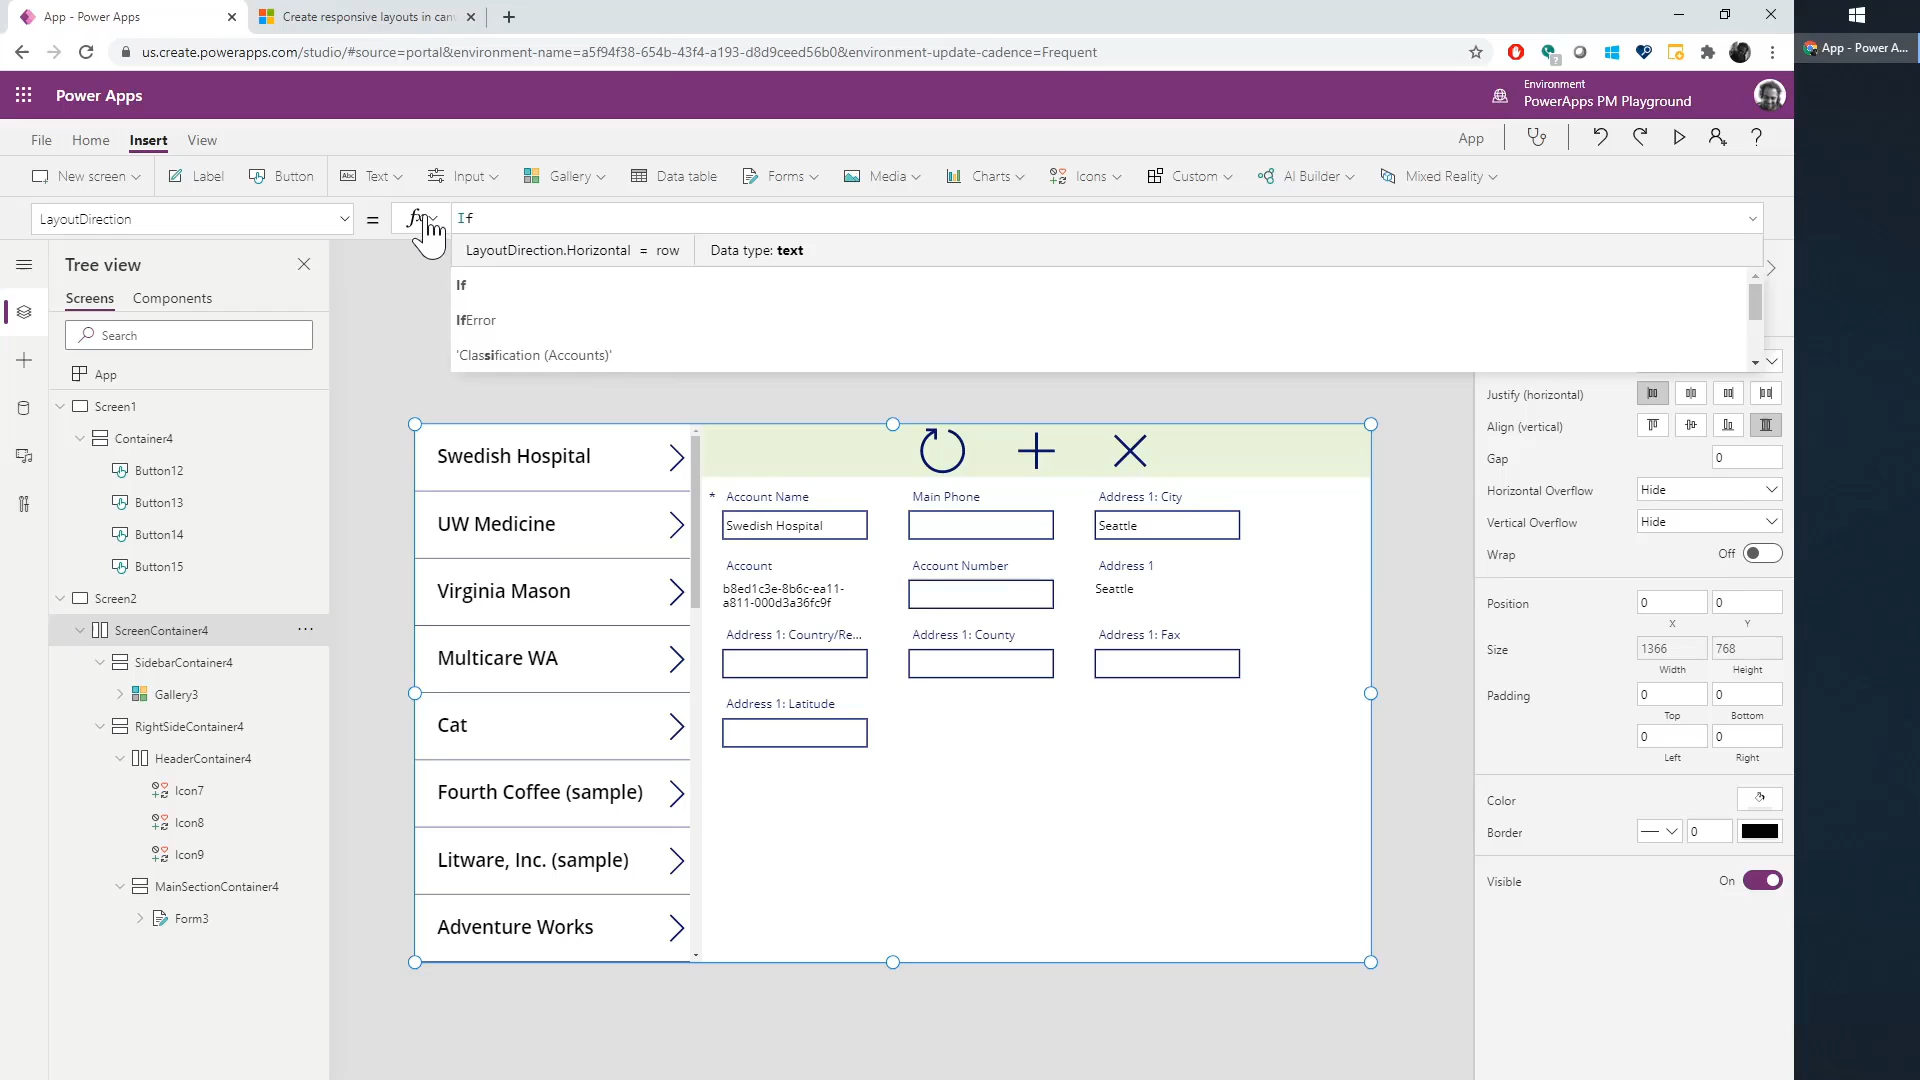 App - Power Apps
Create responsive layouts in can
us.create.powerapps.com/studio/#source=portal&environment-name=a5f94f38-654b-43f4-a193-d8d9ceed56b0&environment-update-cadence=Frequent
App - Power A...
Power Apps
Environment
PowerApps PM Playground
File Home Insert View
App
New screen Label Button Text Input Gallery Data table Forms Media Charts Icons Custom AI Builder Mixed Reality
LayoutDirection = fx If
LayoutDirection.Horizontal = row Data type: text
If
IfError
'Classification (Accounts)'
Tree view
Screens Components
Search
App
Screen1
Container4
Button12
Button13
Button14
Button15
Screen2
ScreenContainer4 ...
SidebarContainer4
Gallery3
RightSideContainer4
HeaderContainer4
Icon7
Icon8
Icon9
MainSectionContainer4
Form3
Swedish Hospital
UW Medicine
Virginia Mason
Multicare WA
Cat
Fourth Coffee (sample)
Litware, Inc. (sample)
Adventure Works
* Account Name Main Phone Address 1: City
Swedish Hospital Seattle
Account Account Number Address 1
b8ed1c3e-8b6c-ea11-
a811-000d3a36fc9f
Seattle
Address 1: Country/Re... Address 1: County Address 1: Fax
Address 1: Latitude
Justify (horizontal)
Align (vertical)
Gap 0
Horizontal Overflow Hide
Vertical Overflow Hide
Wrap Off
Position 0 0
X Y
Size 1366 768
Width Height
Padding 0 0
Top Bottom
0 0
Left Right
Color
Border 0
Visible On